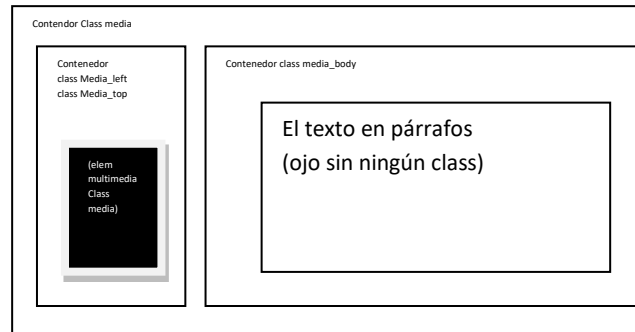 Contendor Class media
Contenedor
class Media_left
class Media_top
(elem
multimedia
Class
media)
Contenedor class media_body
El texto en párrafos
(ojo sin ningún class)